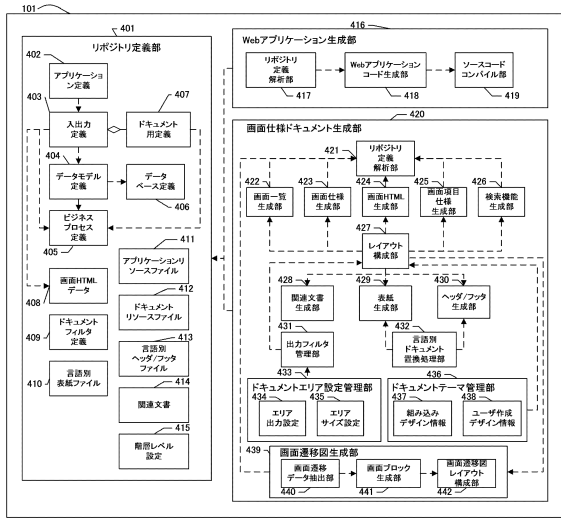 101
401
リポジトリ定義部
402
アプリケーショ
ン定義
403
入出力
定義
407
ドキュメント
用定義
404
データモデル
定義
データ
ベース定義
406
ビジネス
プロセス
定義
405
411
アプリケーションリ
ソースファイル
画面HTML
データ
408
412
ドキュメント
リソースファイル
ドキュメント
フィルタ
定義
409
413
言語別
ヘッダ/フッタ
ファイル
言語別
表紙ファイル
410
414
関連文書
415
階層レベル
設定
416
Webアプリケーション生成部
リポジトリ
定義
解析部
417
Webアプリケーション
コード生成部
418
ソースコード
コンパイル部
419
420
画面仕様ドキュメント生成部
421
リポジトリ
定義
解析部
422
画面一覧
生成部
423
画面仕様
生成部
424
画面HTML
生成部
425
画面項目
仕様
生成部
426
検索機能
生成部
427
レイアウト
構成部
428
関連文書
生成部
429
表紙
生成部
430
ヘッダ/フッタ
生成部
431
出力フィルタ
管理部
432
言語別
ドキュメント
置換処理部
433
ドキュメントエリア設定管理部
434
エリア
出力設定
435
エリア
サイズ設定
436
ドキュメントテーマ管理部
437
組み込み
デザイン情報
438
ユーザ作成
デザイン情報
439
画面遷移図生成部
画面遷移
データ抽出部
440
画面ブロック
生成部
441
画面遷移図
レイアウト
構成部
442